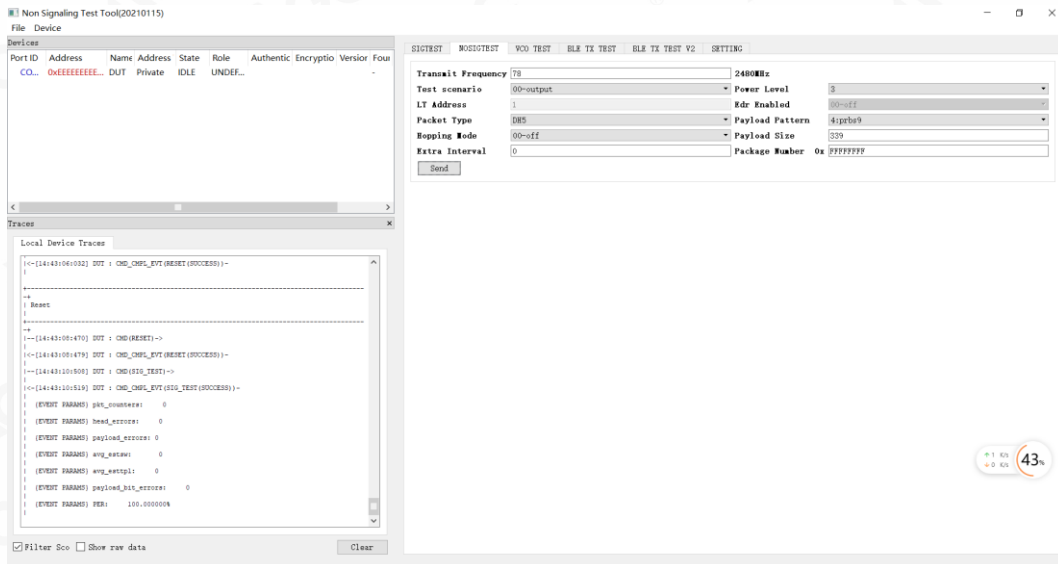 Non Signaling Test Tool(20210115)
File Device
Devices
Port ID Address Name Address State Role Authentic Encryptio Versior Four
CO... 0xEEEEEEEEE... DUT Private IDLE UNDEF... -
Traces
Local Device Traces
|<-[14:43:06:032] DUT : CMD_CMPL_EVT(RESET(SUCCESS))-
| Reset
|--[14:43:08:470] DUT : CMD(RESET)->
|<-[14:43:08:479] DUT : CMD_CMPL_EVT(RESET(SUCCESS))-
|--[14:43:10:508] DUT : CMD(SIG_TEST)->
|<-[14:43:10:519] DUT : CMD_CMPL_EVT(SIG_TEST(SUCCESS))-
| (EVENT PARAMS) pkt_counters: 0
| (EVENT PARAMS) head_errors: 0
| (EVENT PARAMS) payload_errors: 0
| (EVENT PARAMS) avg_estsw: 0
| (EVENT PARAMS) avg_esttpl: 0
| (EVENT PARAMS) payload_bit_errors: 0
| (EVENT PARAMS) PER: 100.000000%
Filter Sco Show raw data Clear
SIGTEST NOSIGTEST VCO TEST BLE TX TEST BLE TX TEST V2 SETTING
Transmit Frequency 78 2480MHz
Test scenario 00-output Power Level 3
LT Address 1 Edr Enabled 00-off
Packet Type DH5 Payload Pattern 4:prbs9
Hopping Mode 00-off Payload Size 339
Extra Interval 0 Package Number 0x FFFFFFFF
Send
1 K/s
0 K/s
43%